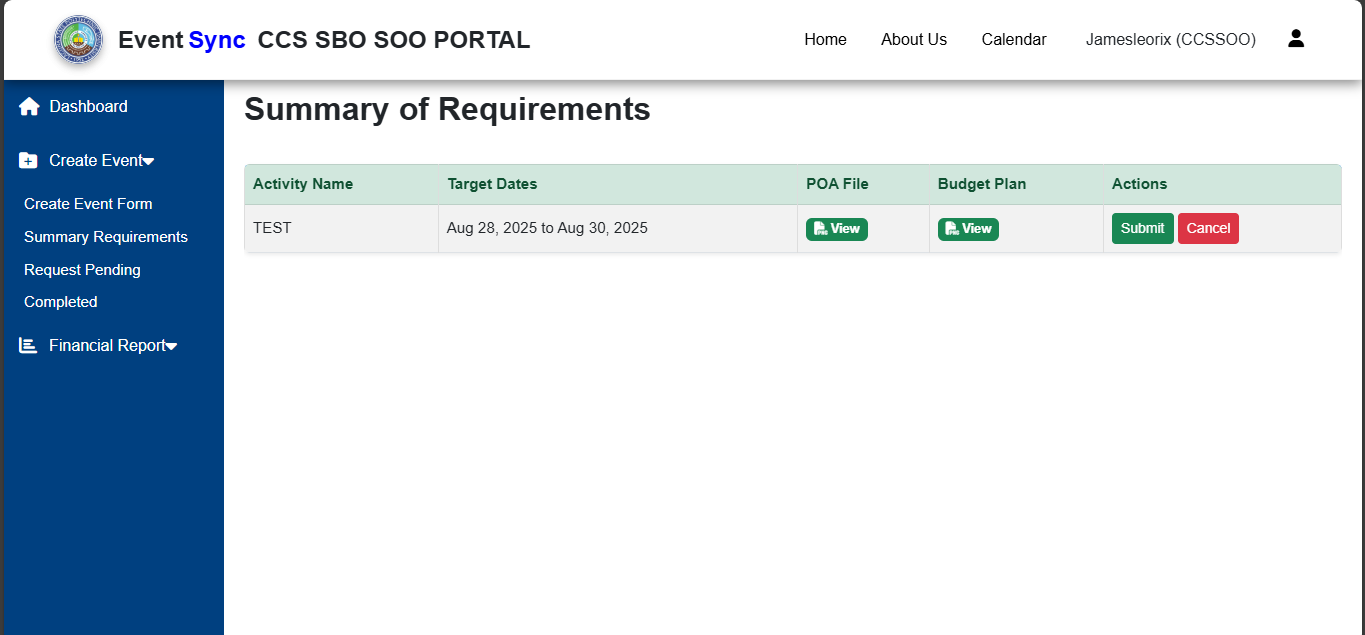 Event Sync CCS SBO SOO PORTAL
Home About Us Calendar Jamesleorix (CCSSOO)
Dashboard
Create Event
Create Event Form
Summary Requirements
Request Pending
Completed
Financial Report
Summary of Requirements
Activity Name Target Dates POA File Budget Plan Actions
TEST Aug 28, 2025 to Aug 30, 2025 View View Submit Cancel